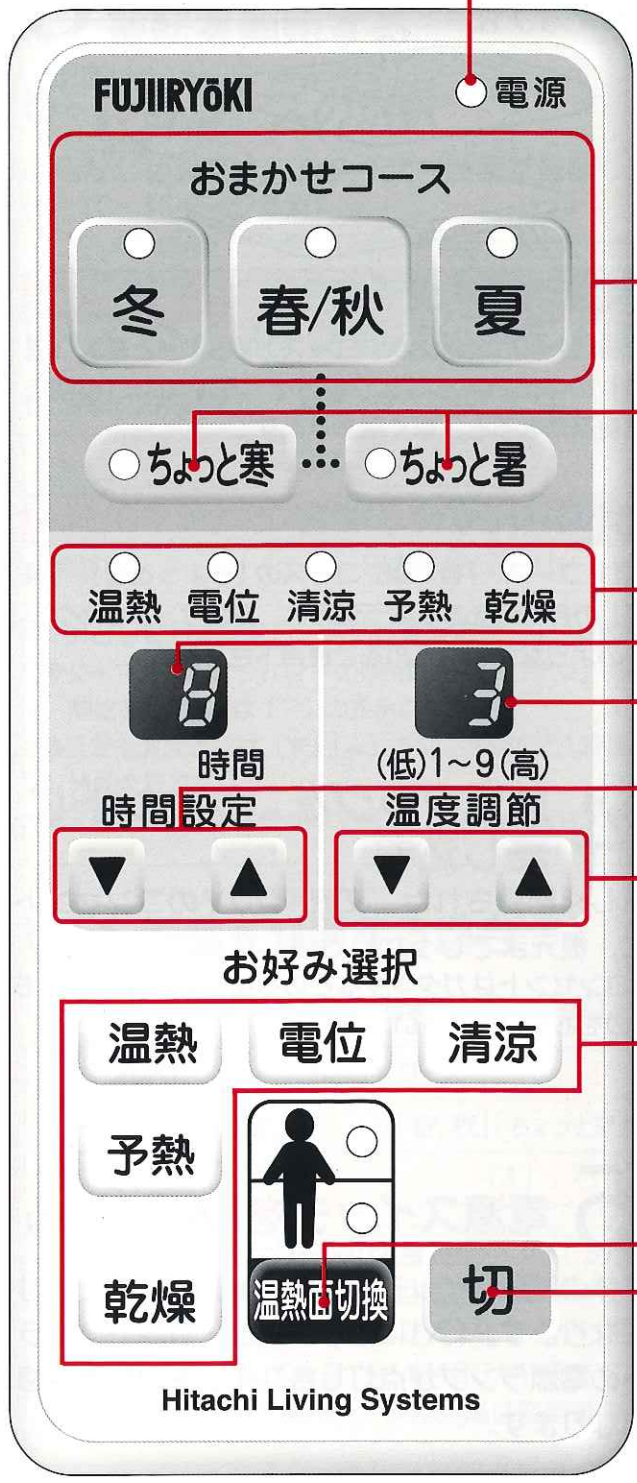 FUJIIRYōKI
電源
おまかせコース
冬 春/秋 夏
ちょっと寒 ちょっと暑
温熱 電位 清涼 予熱 乾燥
8 3
時間 (低)1~9(高)
時間設定 温度調節
▼ ▲ ▼ ▲
お好み選択
温熱 電位 清涼
予熱
乾燥 温熱面切換 切
Hitachi Living Systems